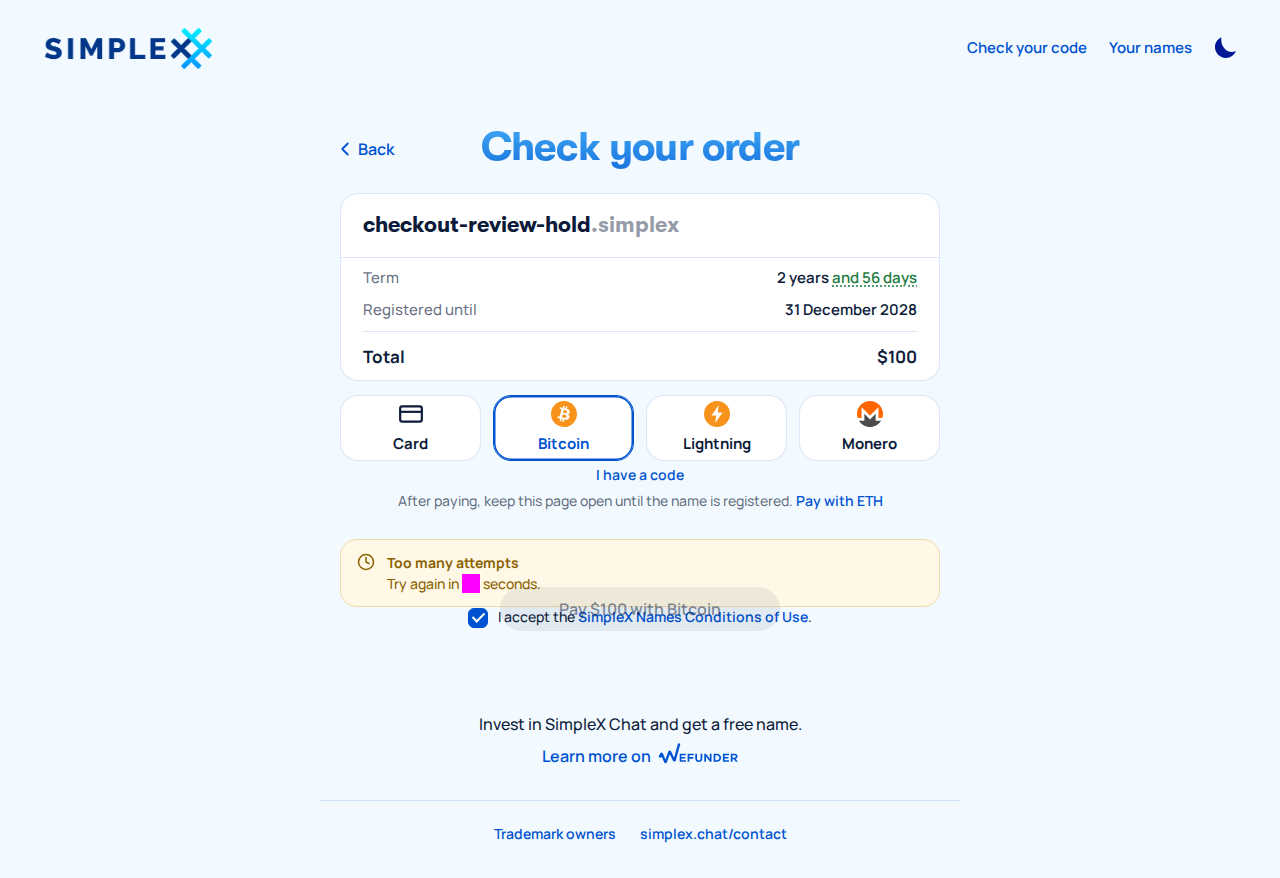 SIMPLEX
Check your code
Your names
Back
Check your order
checkout-review-hold.simplex
Term
2 years and 56 days
Registered until
31 December 2028
Total
$100
Card
Bitcoin
Lightning
Monero
I have a code
After paying, keep this page open until the name is registered. Pay with ETH
Too many attempts
Try again in seconds.
Pay $100 with Bitcoin
I accept the SimpleX Names Conditions of Use.
Invest in SimpleX Chat and get a free name.
Learn more on WEFUNDER
Trademark owners
simplex.chat/contact